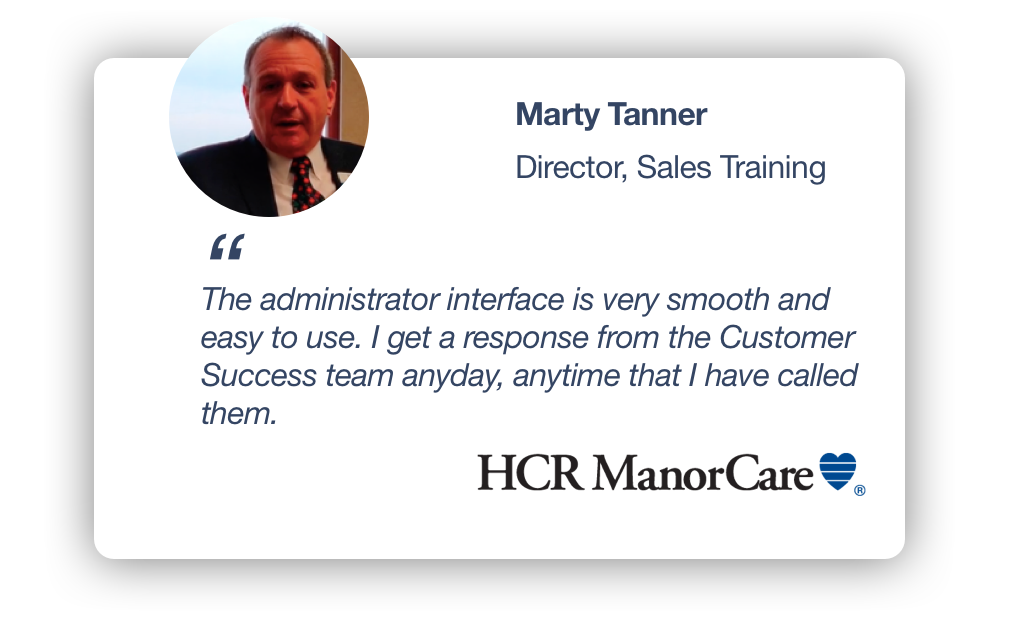 Marty Tanner
Director, Sales Training
“
The administrator interface is very smooth and
easy to use. I get a response from the Customer
Success team anyday, anytime that I have called
them.
HCR ManorCare®